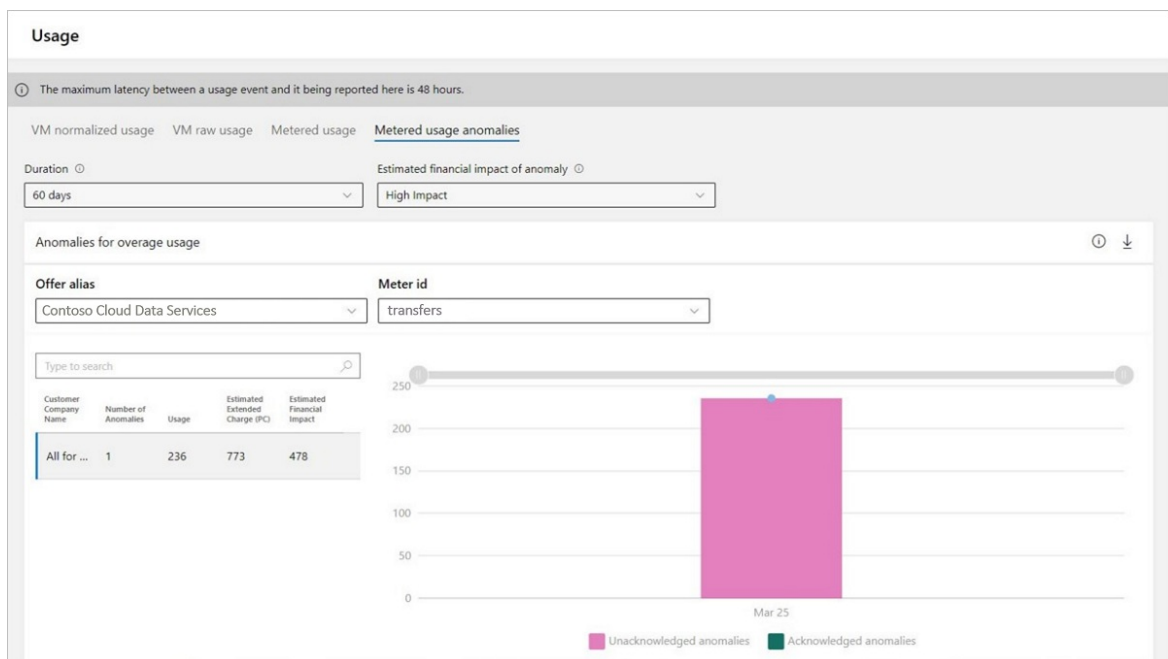 Usage
The maximum latency between a usage event and it being reported here is 48 hours.
VM normalized usage VM raw usage Metered usage Metered usage anomalies
Duration
Estimated financial impact of anomaly
60 days
High Impact
Anomalies for overage usage
Offer alias
Meter id
Contoso Cloud Data Services
transfers
Type to search
Customer
Company
Name
Number of
Anomalies
Usage
Estimated
Extended
Charge (PC)
Estimated
Financial
Impact
All for ... 1 236 773 478
250
200
150
100
50
0
Mar 25
Unacknowledged anomalies Acknowledged anomalies